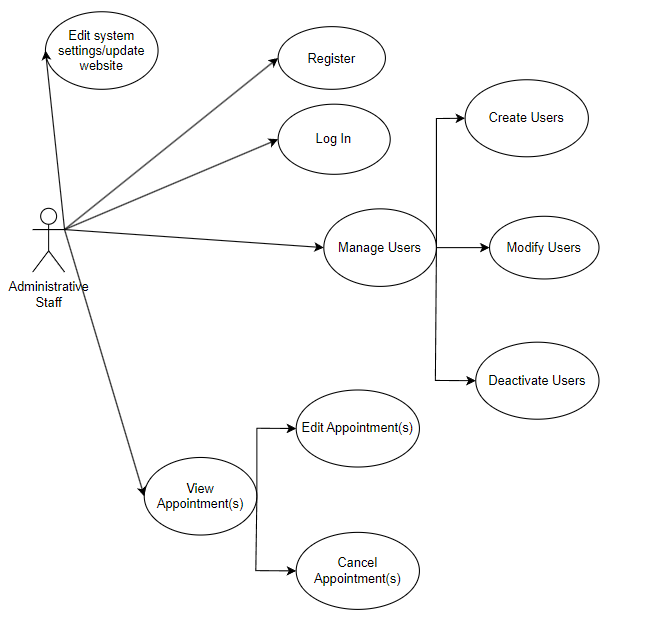 Edit system
settings/update
website
Register
Log In
Create Users
Manage Users
Modify Users
Administrative
Staff
Deactivate Users
Edit Appointment(s)
View
Appointment(s)
Cancel
Appointment(s)